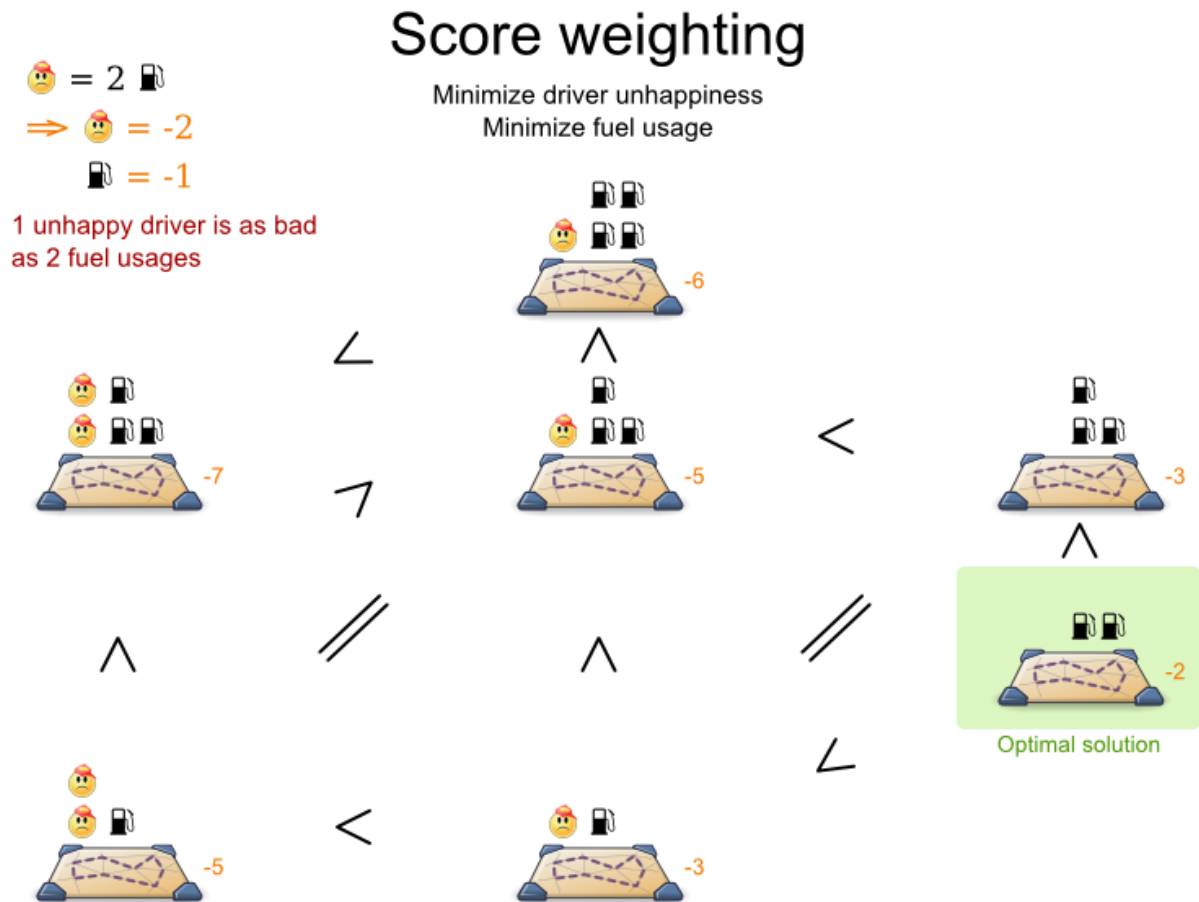 Score weighting
= 2
Minimize driver unhappiness
⇒ = -2
Minimize fuel usage
= -1
1 unhappy driver is as bad
as 2 fuel usages
-6
-7
-5
-3
-2
Optimal solution
-5
-3